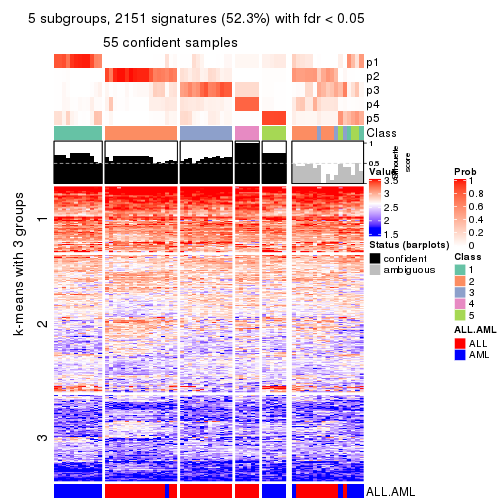 5 subgroups, 2151 signatures (52.3%) with fdr < 0.05
55 confident samples
p1
p2
p3
p4
p5
Class
1
0.5
0
silhouette
score
k-means with 3 groups
1
2
3
Value
3.5
3
2.5
2
1.5
Status (barplots)
confident
ambiguous
Prob
1
0.8
0.6
0.4
0.2
0
Class
1
2
3
4
5
ALL.AML
ALL
AML
ALL.AML